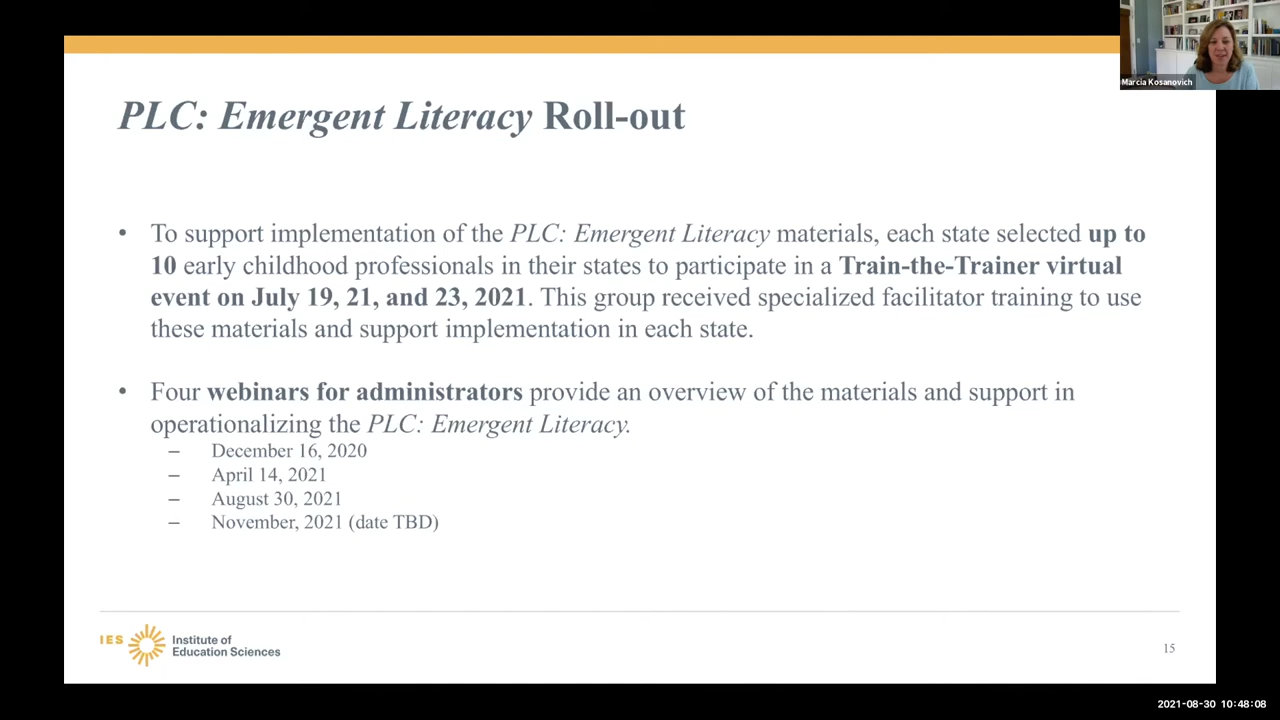 Marcia Kosanovich
PLC: Emergent Literacy Roll-out
• To support implementation of the PLC: Emergent Literacy materials, each state selected up to
10 early childhood professionals in their states to participate in a Train-the-Trainer virtual
event on July 19, 21, and 23, 2021. This group received specialized facilitator training to use
these materials and support implementation in each state.
• Four webinars for administrators provide an overview of the materials and support in
operationalizing the PLC: Emergent Literacy.
– December 16, 2020
– April 14, 2021
– August 30, 2021
– November, 2021 (date TBD)
IES Institute of
Education Sciences
15
2021-08-30 10:48:08